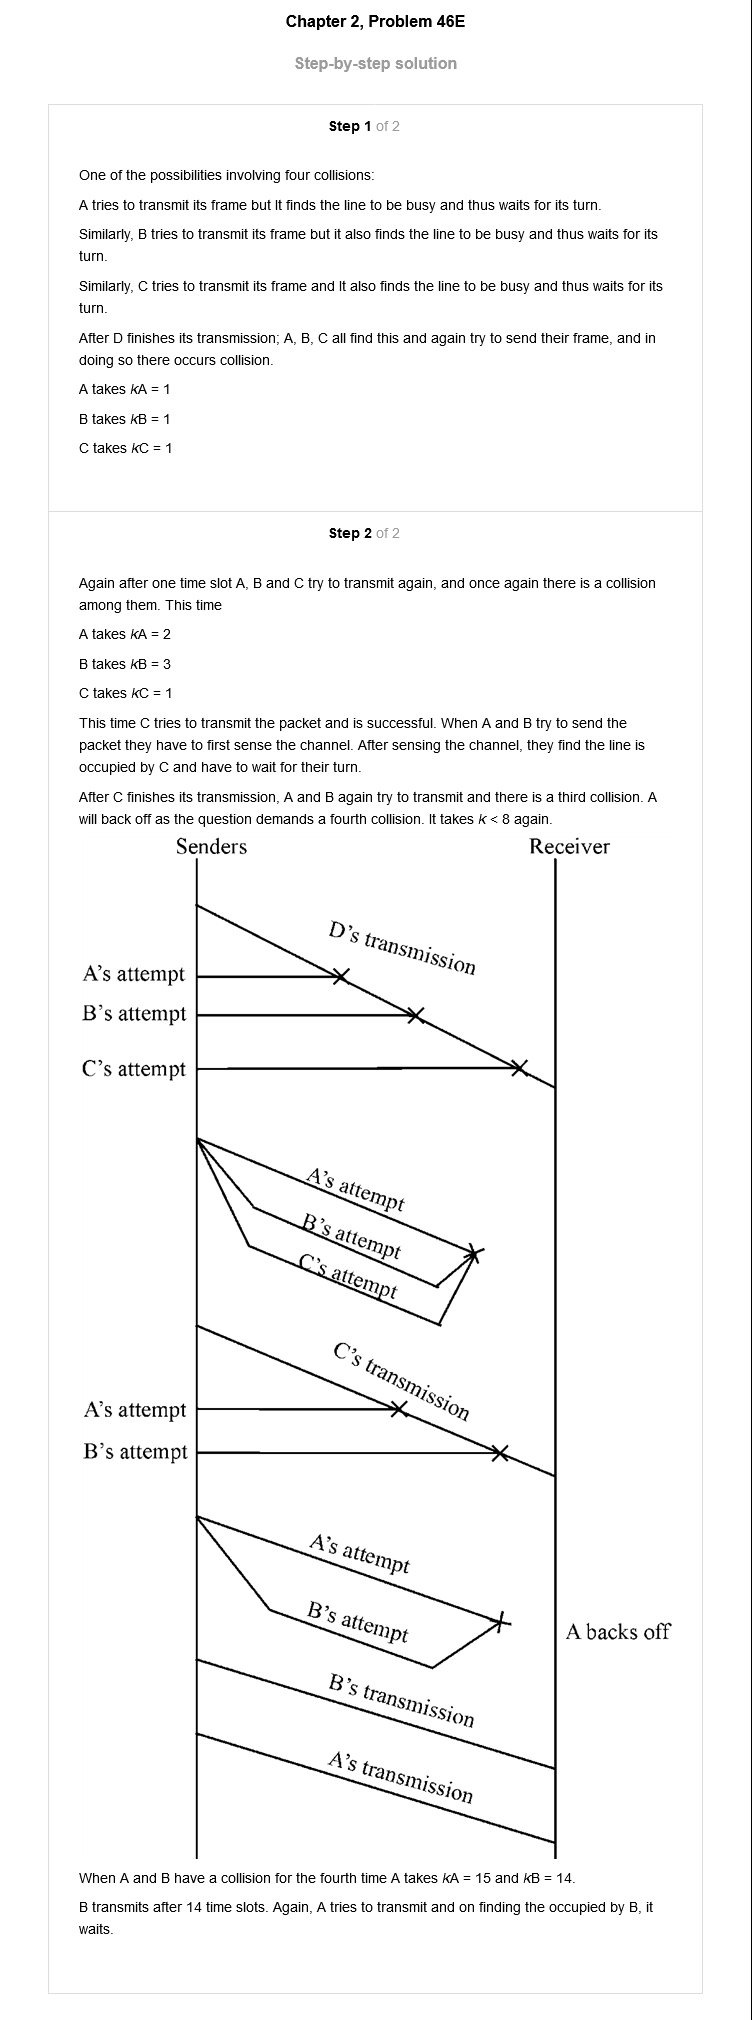 Chapter 2, Problem 46E
Step-by-step solution
Step 1 of 2
One of the possibilities involving four collisions:
A tries to transmit its frame but It finds the line to be busy and thus waits for its turn.
Similarly, B tries to transmit its frame but it also finds the line to be busy and thus waits for its
turn.
Similarly, C tries to transmit its frame and It also finds the line to be busy and thus waits for its
turn.
After D finishes its transmission; A, B, C all find this and again try to send their frame, and in
doing so there occurs collision.
A takes kA = 1
B takes kB = 1
C takes kC = 1
Step 2 of 2
Again after one time slot A, B and C try to transmit again, and once again there is a collision
among them. This time
A takes kA = 2
B takes kB = 3
C takes kC = 1
This time C tries to transmit the packet and is successful. When A and B try to send the
packet they have to first sense the channel. After sensing the channel, they find the line is
occupied by C and have to wait for their turn.
After C finishes its transmission, A and B again try to transmit and there is a third collision. A
will back off as the question demands a fourth collision. It takes k < 8 again.
Senders
Receiver
D's transmission
A's attempt
B's attempt
C's attempt
A's attempt
B's attempt
C's attempt
C's transmission
A's attempt
B's attempt
A's attempt
B's attempt
A backs off
B's transmission
A's transmission
When A and B have a collision for the fourth time A takes kA = 15 and kB = 14.
B transmits after 14 time slots. Again, A tries to transmit and on finding the occupied by B, it
waits.